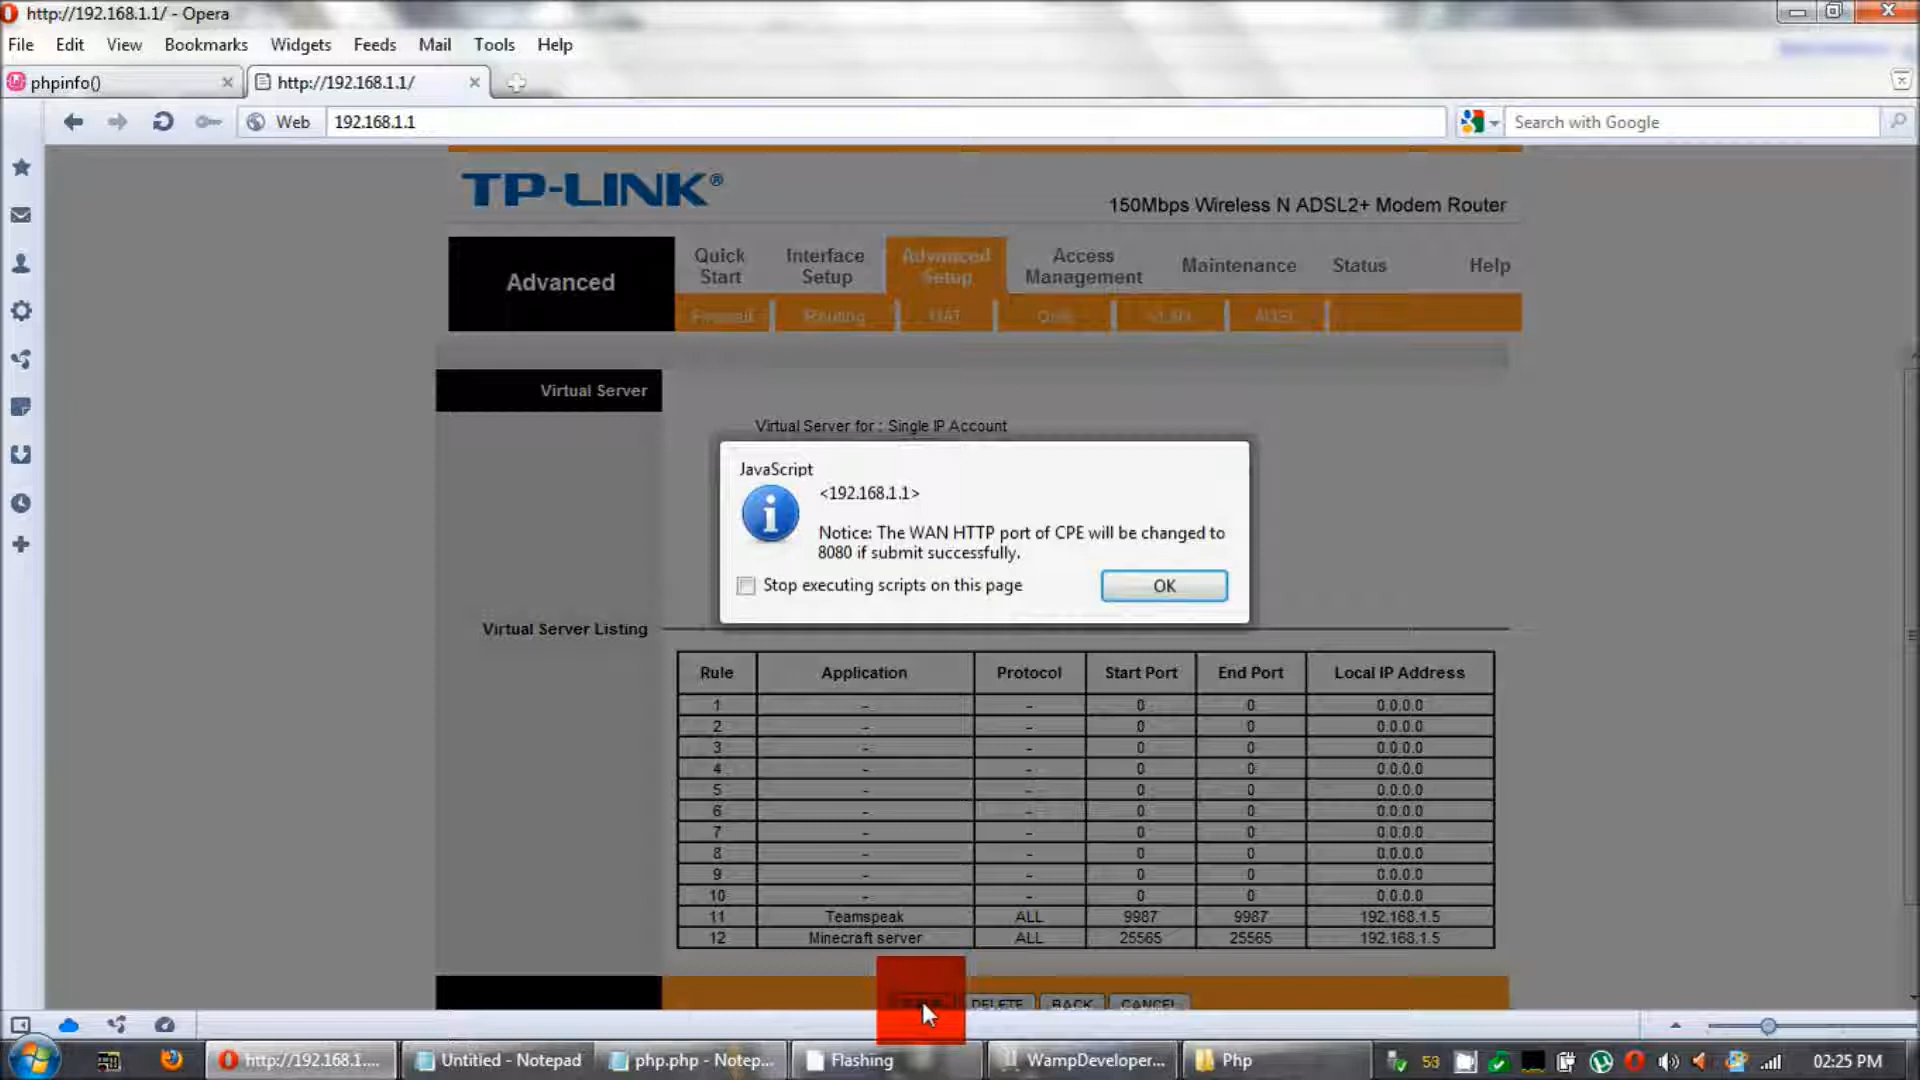 http://192.168.1.1/ - Opera
File Edit View Bookmarks Widgets Feeds Mail Tools Help
phpinfo() http://192.168.1.1/
Web 192.168.1.1 Search with Google
TP-LINK®
150Mbps Wireless N ADSL2+ Modem Router
Advanced
Quick Start
Interface Setup
Advanced Setup
Access Management
Maintenance
Status
Help
Firewall Routing NAT QoS VLAN ADSL
Virtual Server
Virtual Server for : Single IP Account
JavaScript
<192.168.1.1>
Notice: The WAN HTTP port of CPE will be changed to
8080 if submit successfully.
Stop executing scripts on this page OK
Virtual Server Listing
Rule Application Protocol Start Port End Port Local IP Address
1 - - 0 0 0.0.0.0
2 - - 0 0 0.0.0.0
3 - - 0 0 0.0.0.0
4 - - 0 0 0.0.0.0
5 - - 0 0 0.0.0.0
6 - - 0 0 0.0.0.0
7 - - 0 0 0.0.0.0
8 - - 0 0 0.0.0.0
9 - - 0 0 0.0.0.0
10 - - 0 0 0.0.0.0
11 Teamspeak ALL 9987 9987 192.168.1.5
12 Minecraft server ALL 25565 25565 192.168.1.5
DELETE BACK CANCEL
http://192.168.1.... Untitled - Notepad php.php - Notep... Flashing WampDeveloper... Php 58 02:25 PM